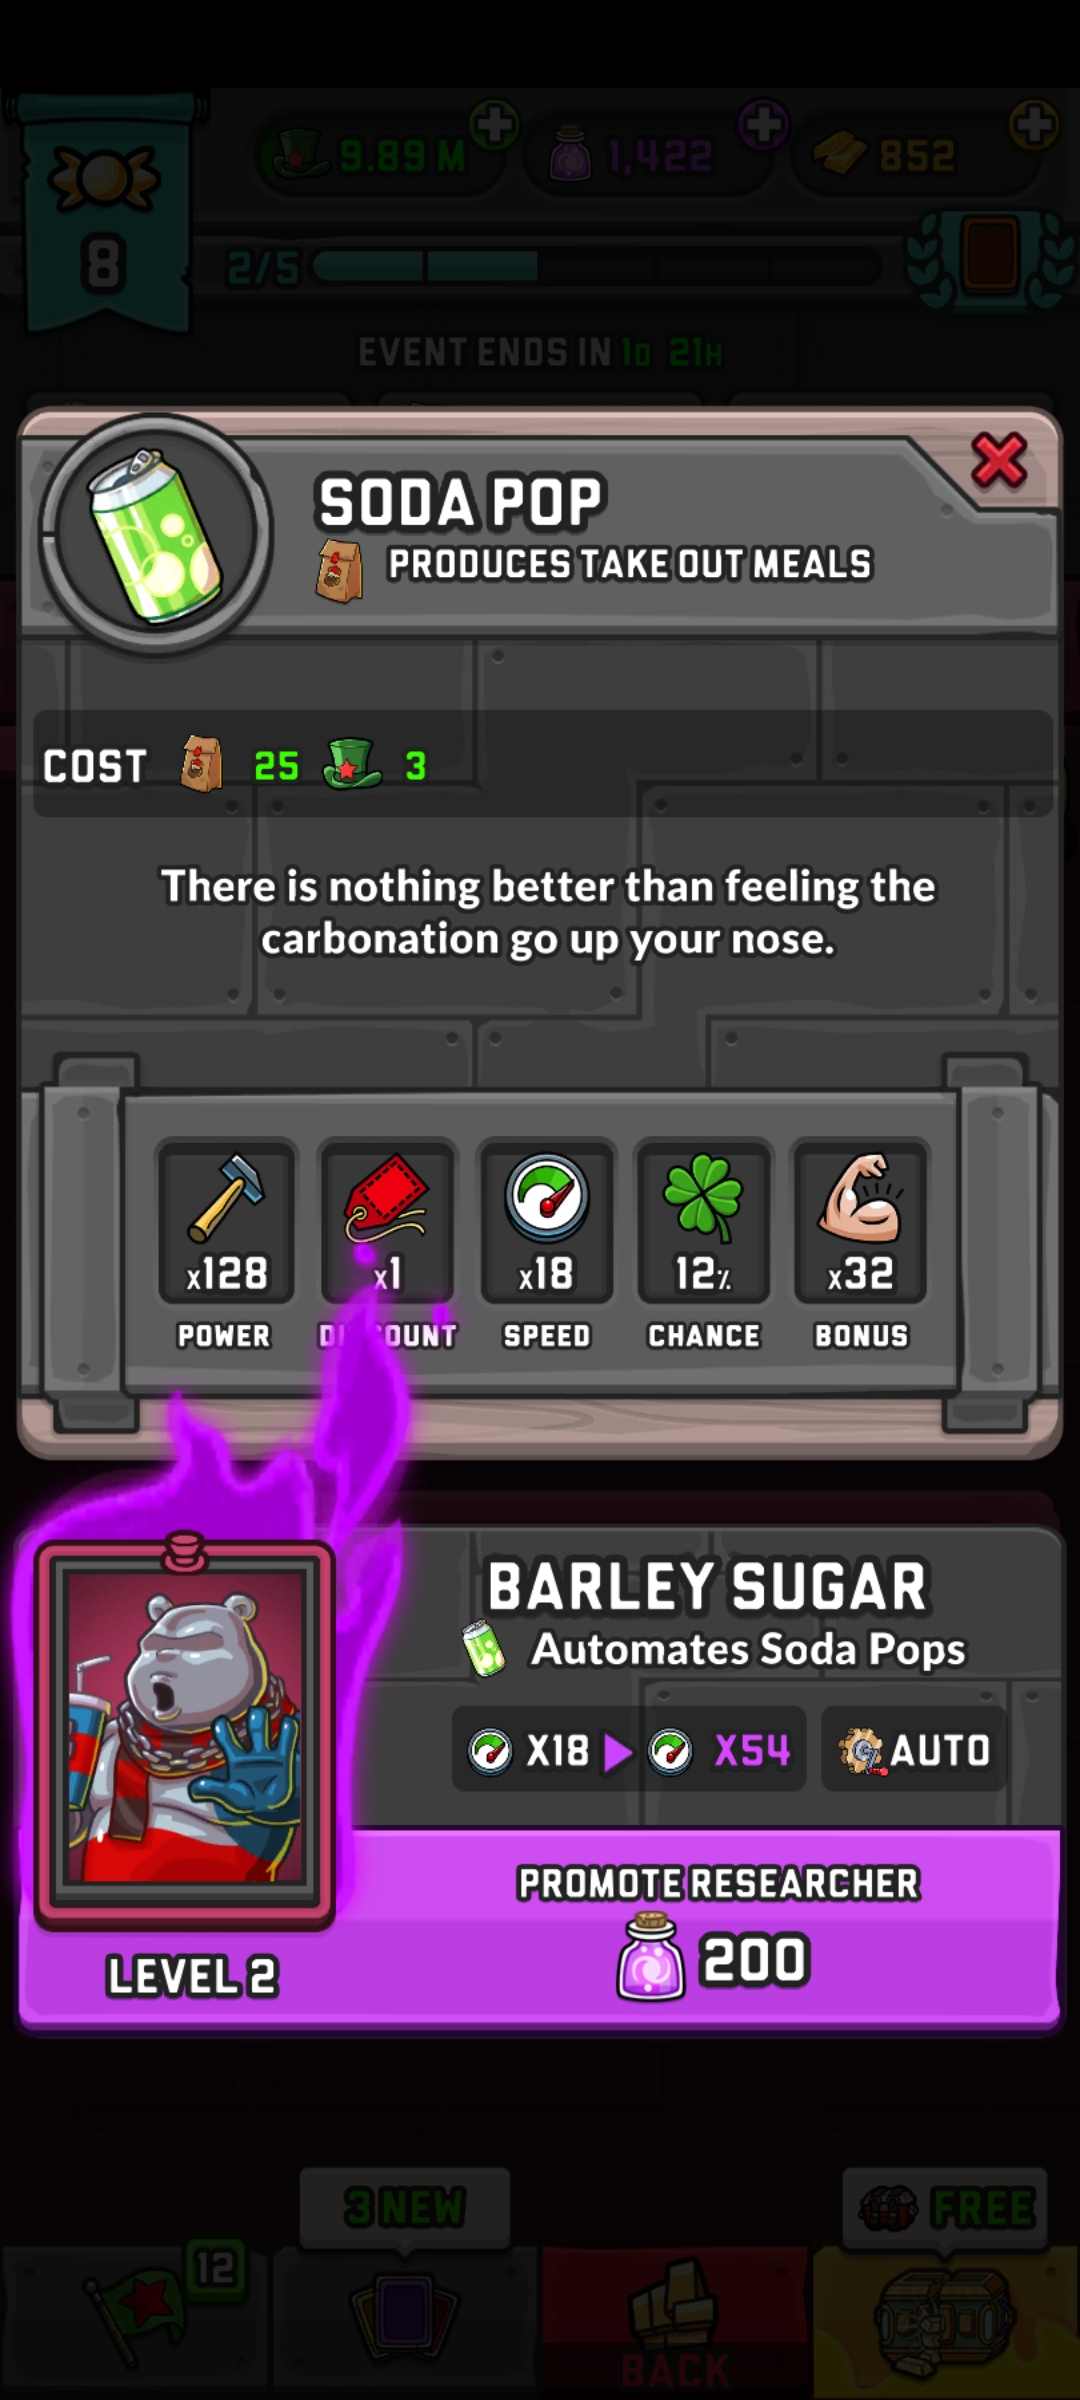 9.89 M 1,422 852
8
2/5
EVENT ENDS IN 1D 21H
SODA POP
PRODUCES TAKE OUT MEALS
COST 25 3
There is nothing better than feeling the
carbonation go up your nose.
x128 x1 x18 12% x32
POWER DISCOUNT SPEED CHANCE BONUS
BARLEY SUGAR
Automates Soda Pops
X18 X54 AUTO
PROMOTE RESEARCHER
200
LEVEL 2
3 NEW FREE
12
BACK